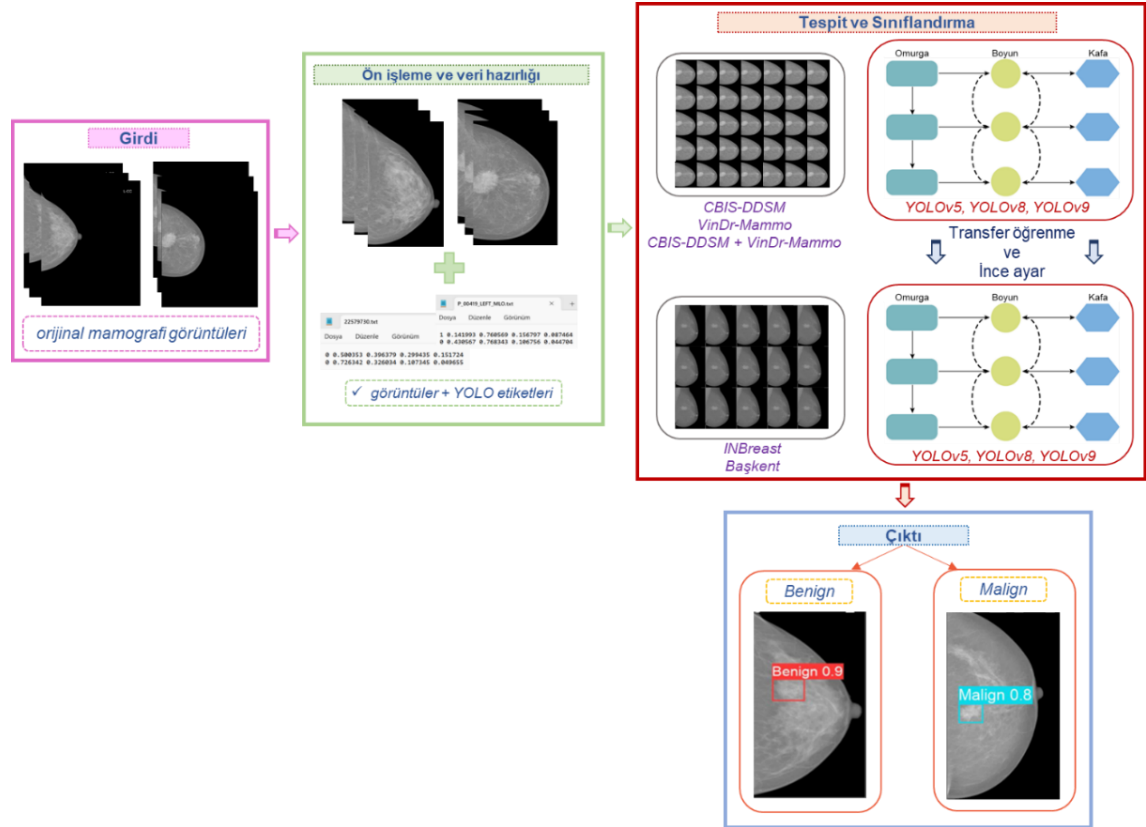 Girdi
orijinal mamografi görüntüleri
Ön işleme ve veri hazırlığı
22579730.txt
Dosya Düzenle Görünüm
0 0.500353 0.396379 0.299435 0.151724
0 0.726342 0.326034 0.107345 0.049655
P_00419_LEFT_MLO.txt
Dosya Düzenle Görünüm
1 0.141993 0.760569 0.156797 0.087464
0 0.430567 0.768343 0.106756 0.044704
✓ görüntüler + YOLO etiketleri
Tespit ve Sınıflandırma
CBIS-DDSM
VinDr-Mammo
CBIS-DDSM + VinDr-Mammo
Omurga Boyun Kafa
YOLOv5, YOLOv8, YOLOv9
Transfer öğrenme
ve
İnce ayar
INBreast
Başkent
Omurga Boyun Kafa
YOLOv5, YOLOv8, YOLOv9
Çıktı
Benign
Benign 0.9
Malign
Malign 0.8